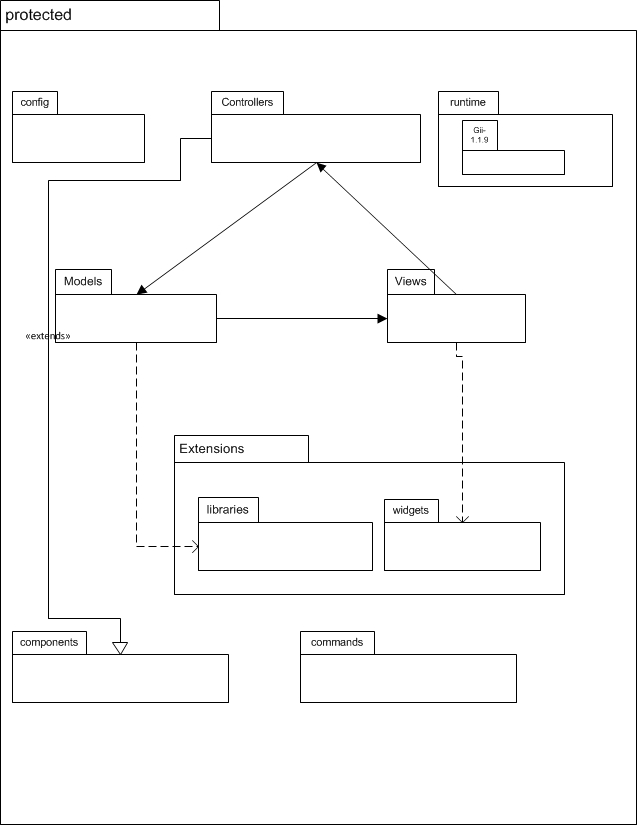 protected
config
Controllers
runtime
Gii-
1.1.9
Models
Views
«extends»
Extensions
libraries
widgets
components
commands